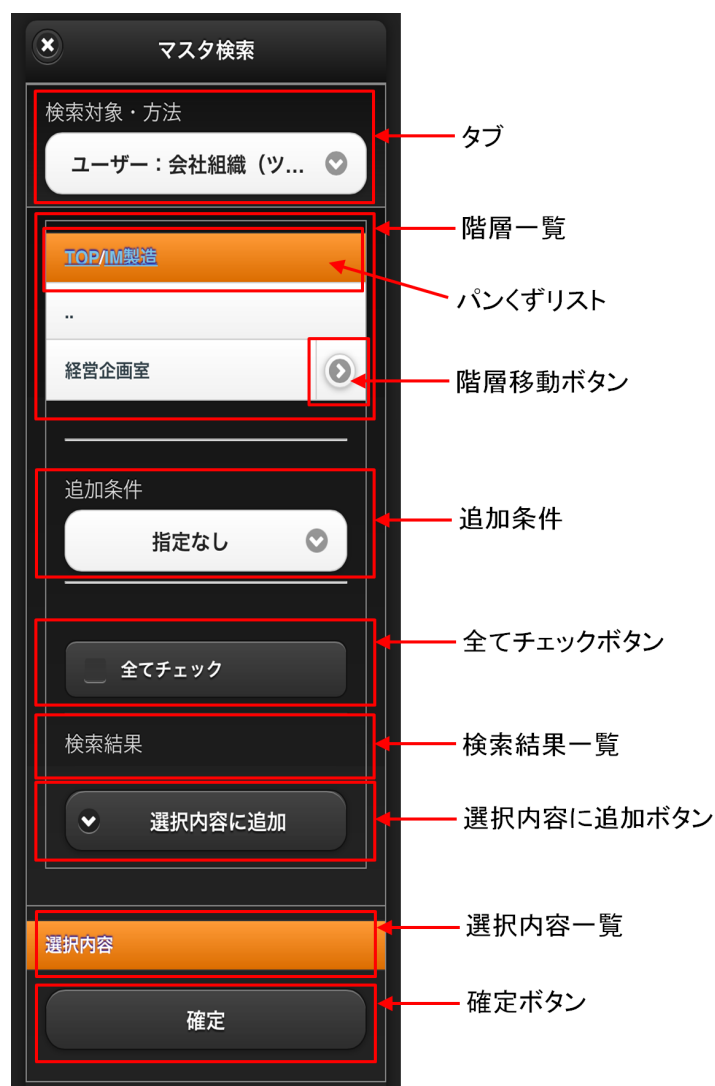 マスタ検索
検索対象・方法
タブ
ユーザー：会社組織（ツ...
階層一覧
TOP/IM製造
パンくずリスト
..
経営企画室
階層移動ボタン
追加条件
指定なし
追加条件
全てチェック
全てチェックボタン
検索結果
検索結果一覧
選択内容に追加
選択内容に追加ボタン
選択内容
選択内容一覧
確定
確定ボタン